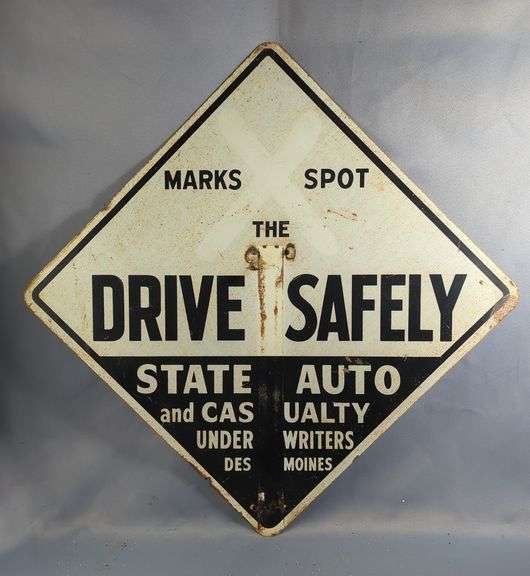 X
MARKS SPOT
THE
DRIVE SAFELY
STATE AUTO
and CAS UALTY
UNDER WRITERS
DES MOINES